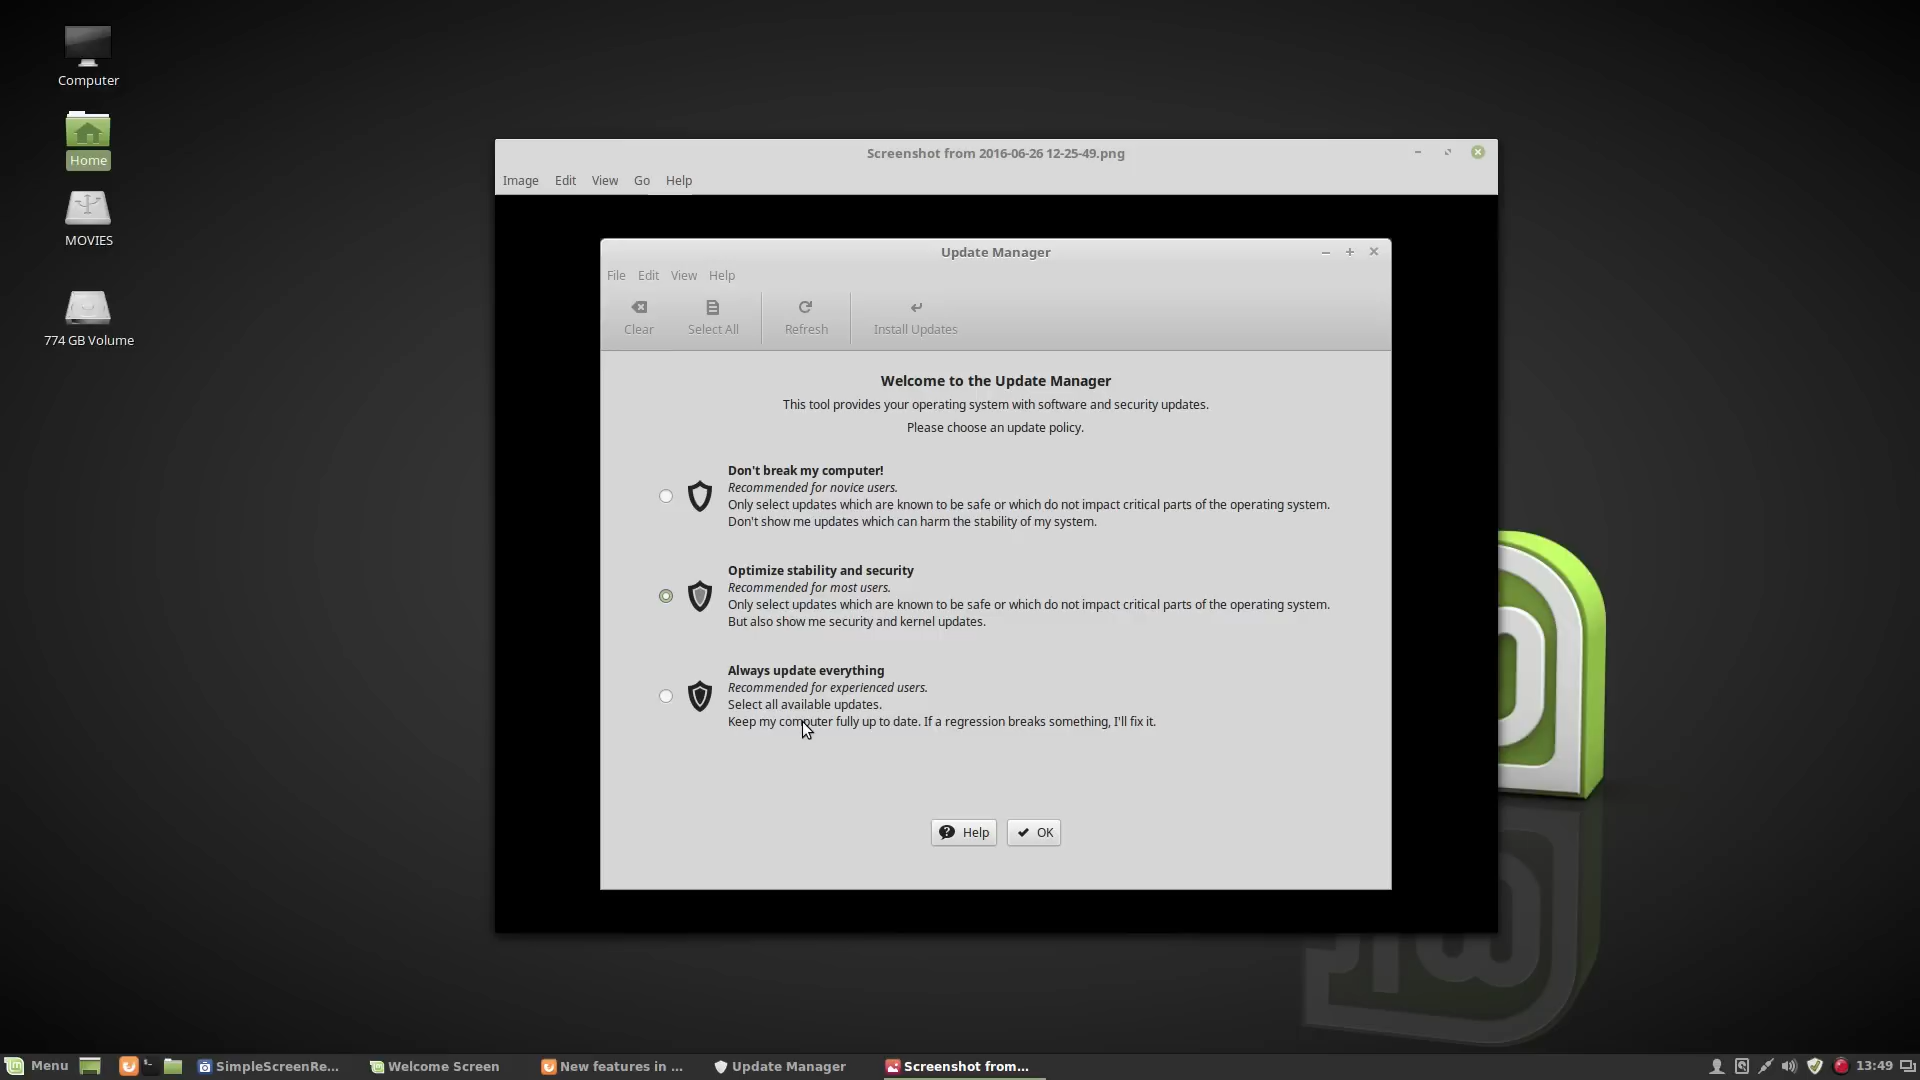 Computer
Home
MOVIES
774 GB Volume
Screenshot from 2016-06-26 12-25-49.png
Image Edit View Go Help
Update Manager
File Edit View Help
Clear Select All Refresh Install Updates
Welcome to the Update Manager
This tool provides your operating system with software and security updates.
Please choose an update policy.
Don't break my computer!
Recommended for novice users.
Only select updates which are known to be safe or which do not impact critical parts of the operating system.
Don't show me updates which can harm the stability of my system.
Optimize stability and security
Recommended for most users.
Only select updates which are known to be safe or which do not impact critical parts of the operating system.
But also show me security and kernel updates.
Always update everything
Recommended for experienced users.
Select all available updates.
Keep my computer fully up to date. If a regression breaks something, I'll fix it.
Help OK
Menu SimpleScreenRe... Welcome Screen New features in ... Update Manager Screenshot from... 13:49